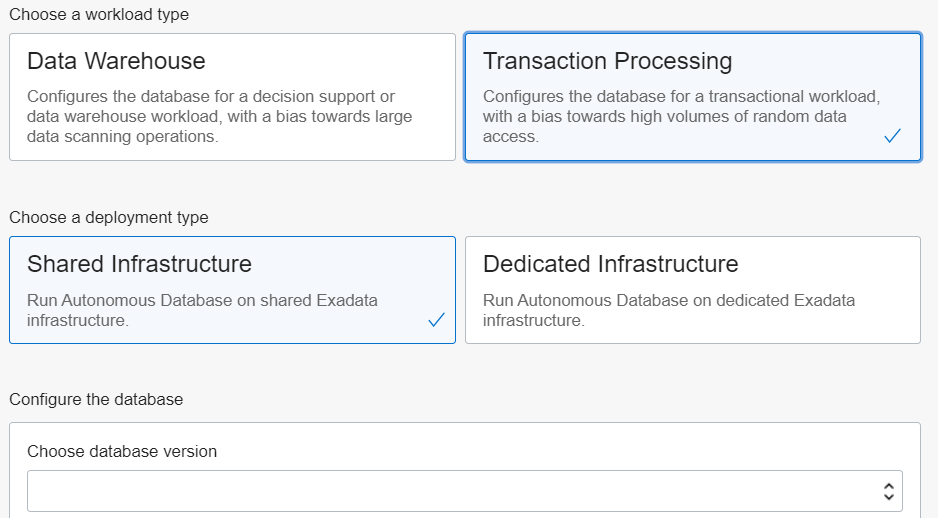 Choose a workload type
Data Warehouse
Configures the database for a decision support or
data warehouse workload, with a bias towards large
data scanning operations.
Transaction Processing
Configures the database for a transactional workload,
with a bias towards high volumes of random data
access.
Choose a deployment type
Shared Infrastructure
Run Autonomous Database on shared Exadata
infrastructure.
Dedicated Infrastructure
Run Autonomous Database on dedicated Exadata
infrastructure.
Configure the database
Choose database version